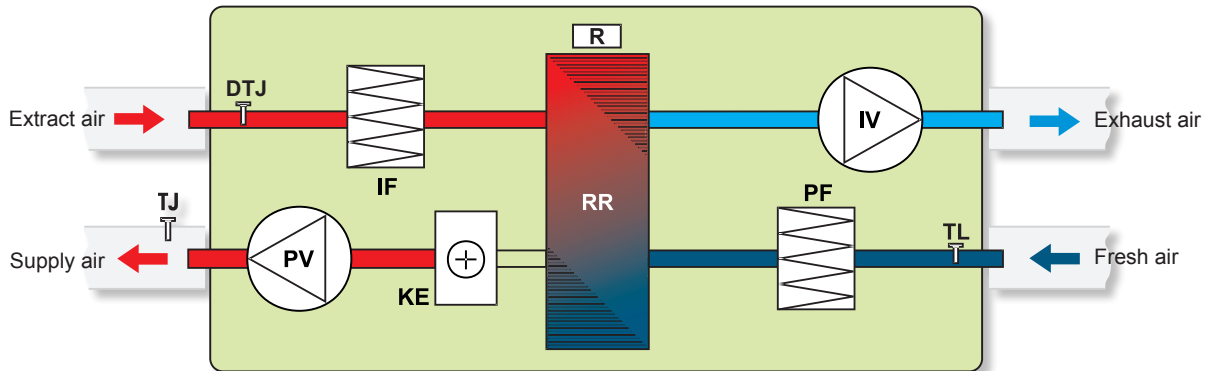 R
DTJ
Extract air
IV
Exhaust air
IF
PF
TJ
RR
TL
Supply air
PV
Fresh air
KE